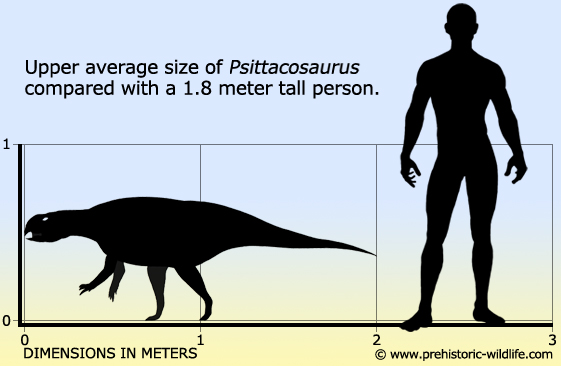 Upper average size of Psittacosaurus
compared with a 1.8 meter tall person.
1
0
0 1 2 3
DIMENSIONS IN METERS
© www.prehistoric-wildlife.com